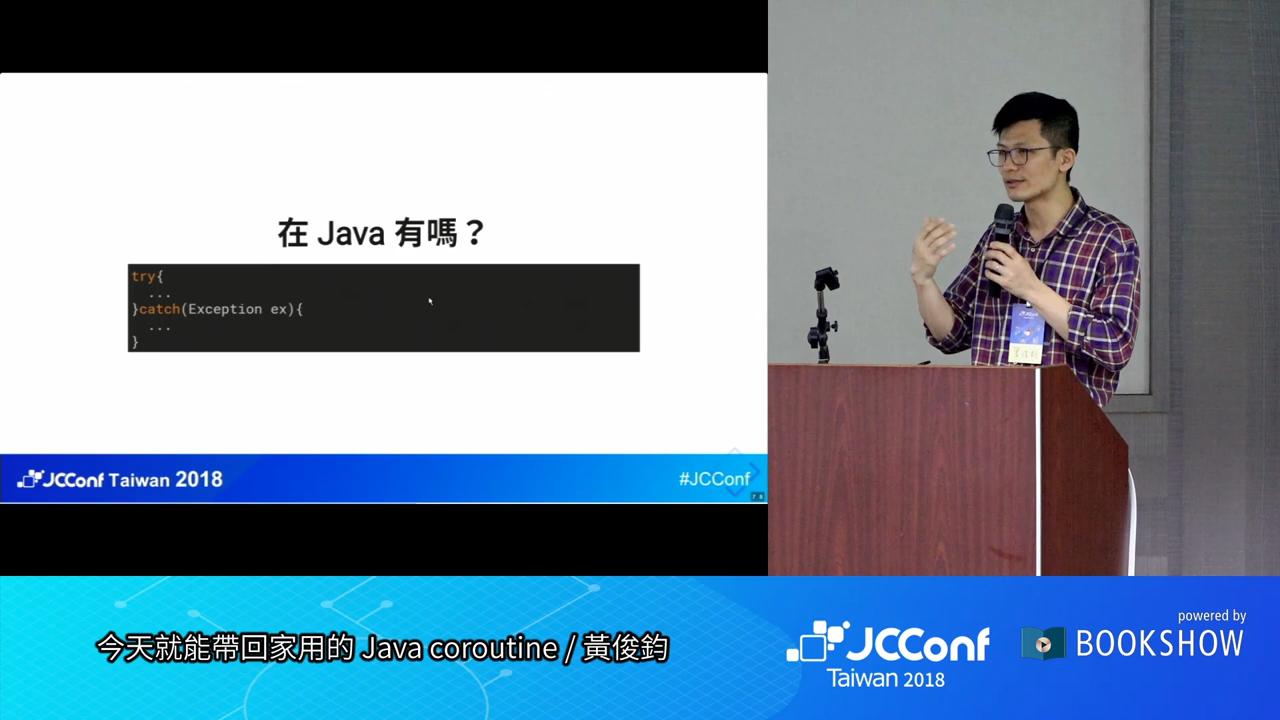 在 Java 有嗎？
try{
...
}catch(Exception ex){
...
}
JCConf Taiwan 2018
#JCConf
今天就能帶回家用的 Java coroutine / 黃俊鈞
JCConf
Taiwan 2018
powered by
BOOKSHOW